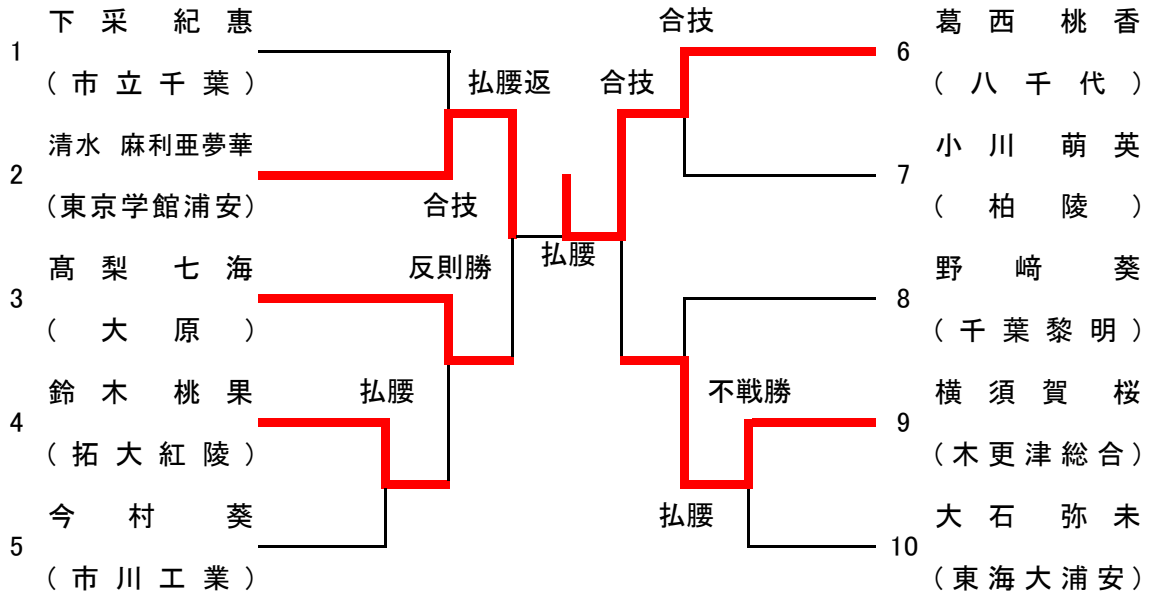 下采紀惠
1
(市立千葉)
清水 麻利亜夢華
2
(東京学館浦安)
髙梨七海
3
(大原)
鈴木桃果
4
(拓大紅陵)
今村葵
5
(市川工業)
払腰返
合技
反則勝
払腰
払腰
合技
合技
不戦勝
払腰
葛西桃香
6
(八千代)
小川萌英
7
(柏陵)
野﨑葵
8
(千葉黎明)
横須賀桜
9
(木更津総合)
大石弥未
10
(東海大浦安)